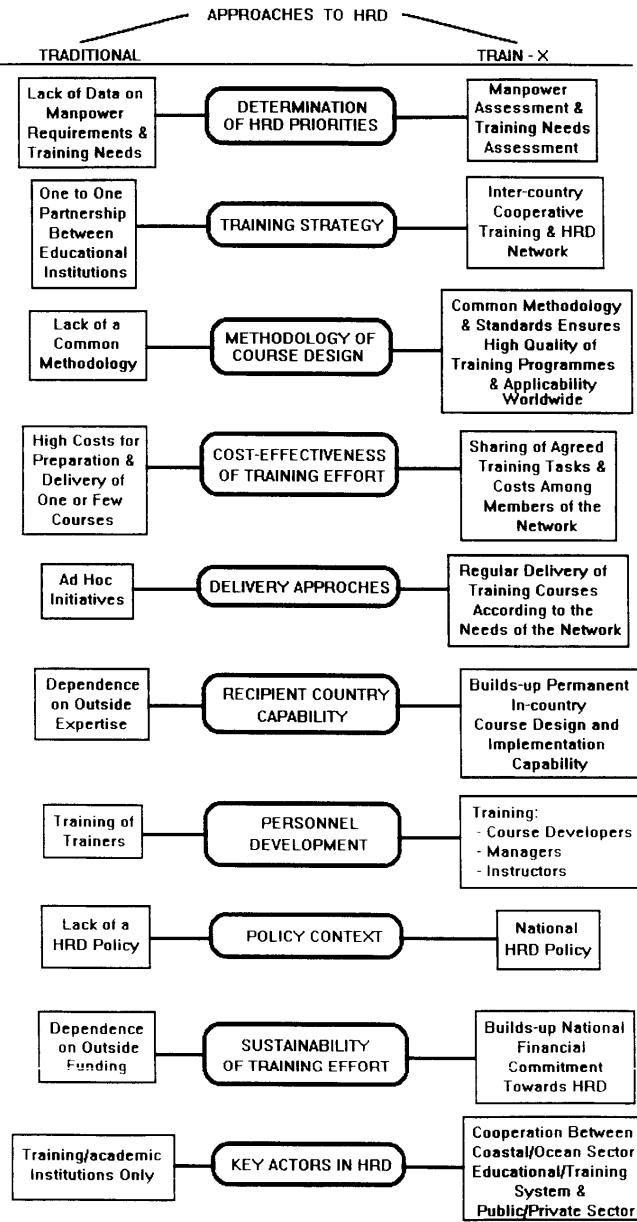 APPROACHES TO HRD
TRADITIONAL
TRAIN - X
Lack of Data on
Manpower
Requirements &
Training Needs
DETERMINATION
OF HRD PRIORITIES
Manpower
Assessment &
Training Needs
Assessment
One to One
Partnership
Between
Educational
Institutions
TRAINING STRATEGY
Inter-country
Cooperative
Training & HRD
Network
Lack of a
Common
Methodology
METHODOLOGY OF
COURSE DESIGN
Common Methodology
& Standards Ensures
High Quality of
Training Programmes
& Applicability
Worldwide
High Costs for
Preparation &
Delivery of
One or Few
Courses
COST-EFFECTIVENESS
OF TRAINING EFFORT
Sharing of Agreed
Training Tasks &
Costs Among
Members of the
Network
Ad Hoc
Initiatives
DELIVERY APPROCHES
Regular Delivery of
Training Courses
According to the
Needs of the Network
Dependence
on Outside
Expertise
RECIPIENT COUNTRY
CAPABILITY
Builds-up Permanent
In-country
Course Design and
Implementation
Capability
Training of
Trainers
PERSONNEL
DEVELOPMENT
Training:
- Course Developers
- Managers
- Instructors
Lack of a
HRD Policy
POLICY CONTEXT
National
HRD Policy
Dependence
on Outside
Funding
SUSTAINABILITY
OF TRAINING EFFORT
Builds-up National
Financial
Commitment
Towards HRD
Training/academic
Institutions Only
KEY ACTORS IN HRD
Cooperation Between
Coastal/Ocean Sector
Educational/Training
System &
Public/Private Sector